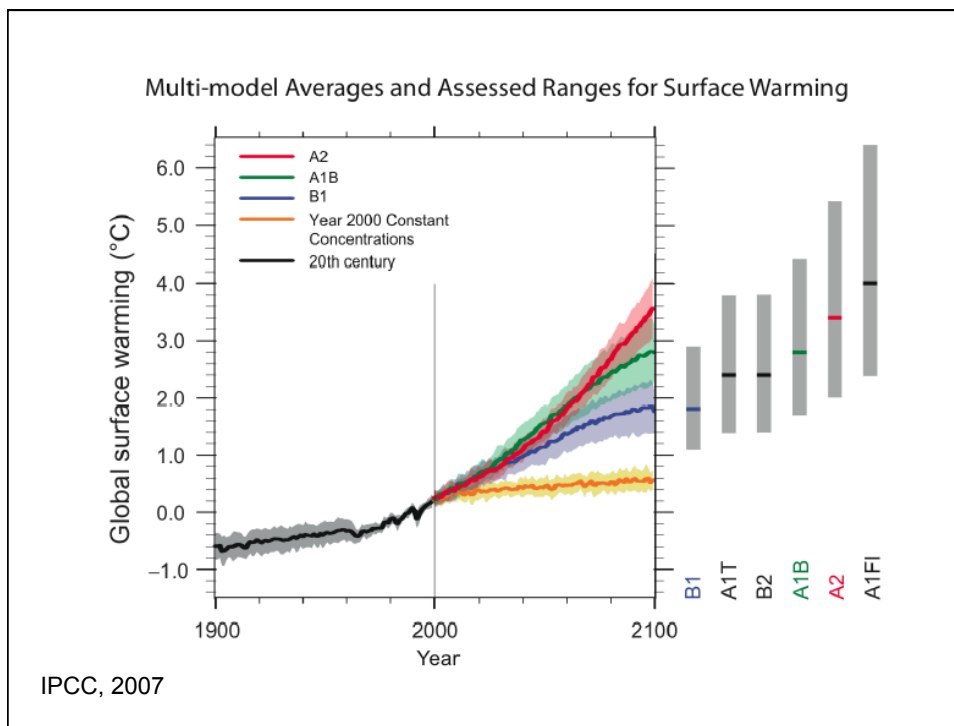 Multi-model Averages and Assessed Ranges for Surface Warming
A2
A1B
B1
Year 2000 Constant
Concentrations
20th century
Global surface warming (°C)
6.0
5.0
4.0
3.0
2.0
1.0
0.0
–1.0
1900
2000
2100
Year
B1
A1T
B2
A1B
A2
A1FI
IPCC, 2007